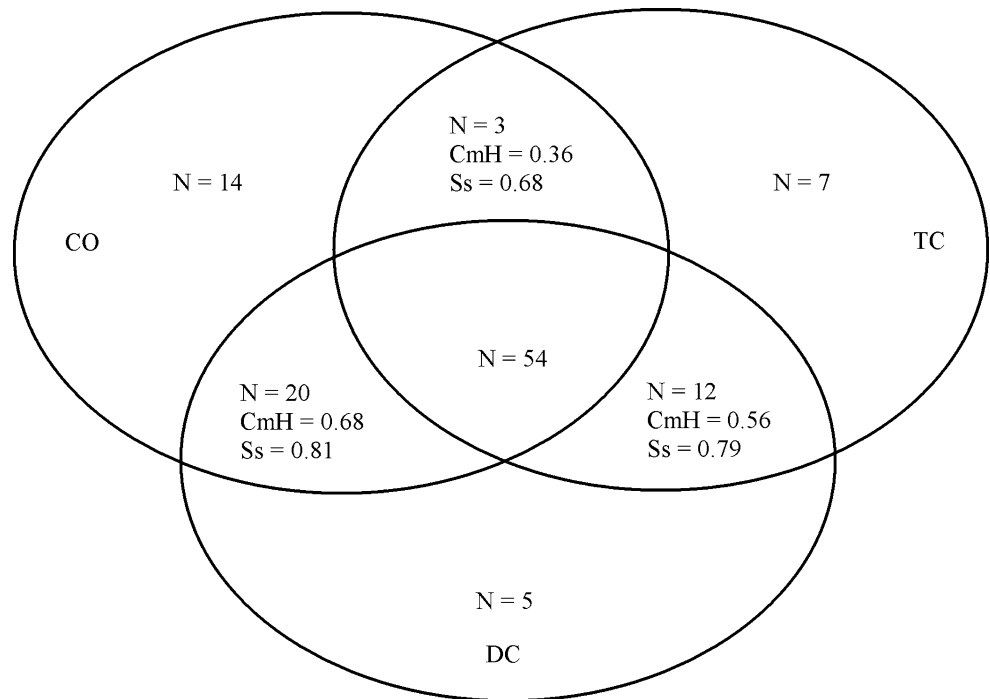 N = 3
CmH = 0.36
Ss = 0.68
N = 14
N = 7
CO
TC
N = 54
N = 20
CmH = 0.68
Ss = 0.81
N = 12
CmH = 0.56
Ss = 0.79
N = 5
DC